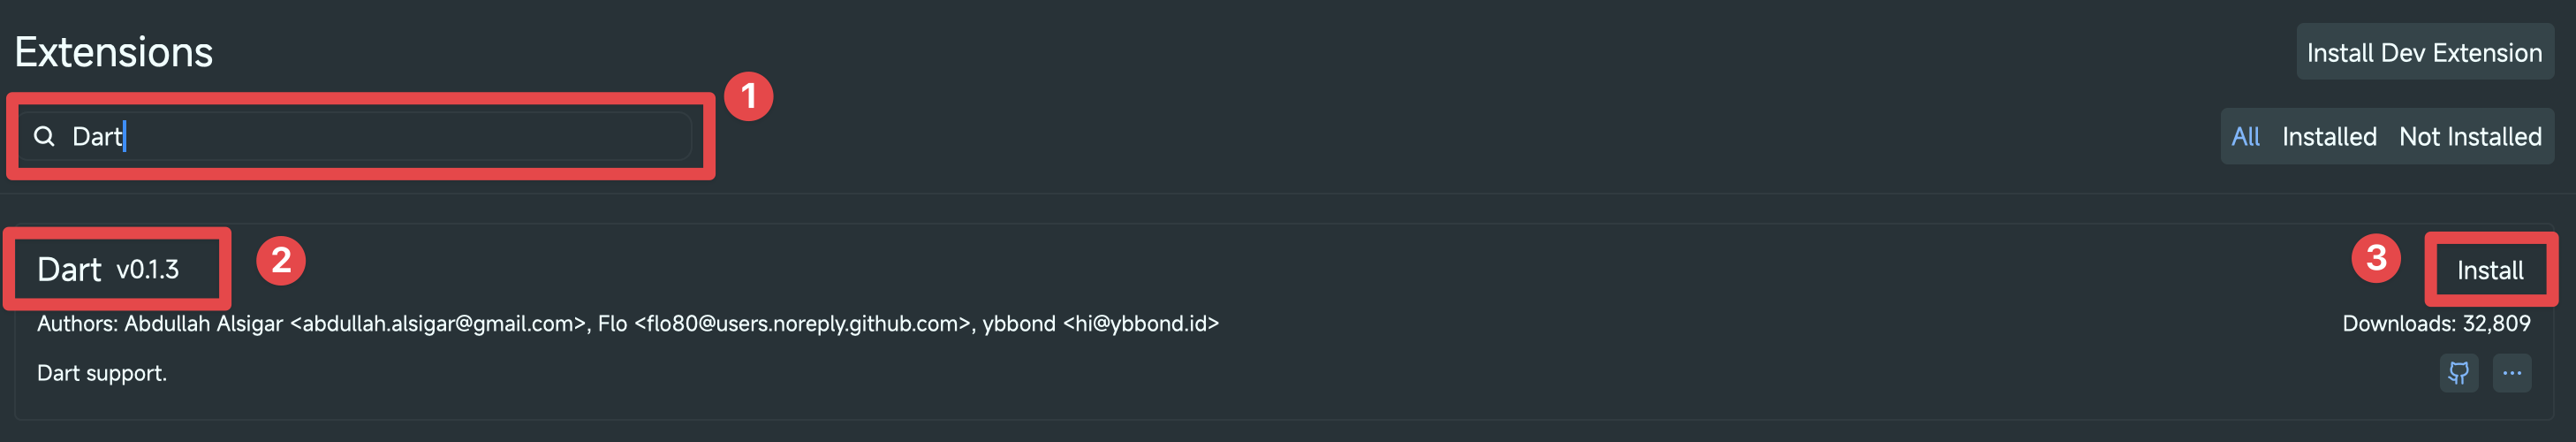 Extensions
Install Dev Extension
1
Dart
All Installed Not Installed
Dart v0.1.3
2
3
Install
Authors: Abdullah Alsigar <abdullah.alsigar@gmail.com>, Flo <flo80@users.noreply.github.com>, ybbond <hi@ybbond.id>
Downloads: 32,809
Dart support.